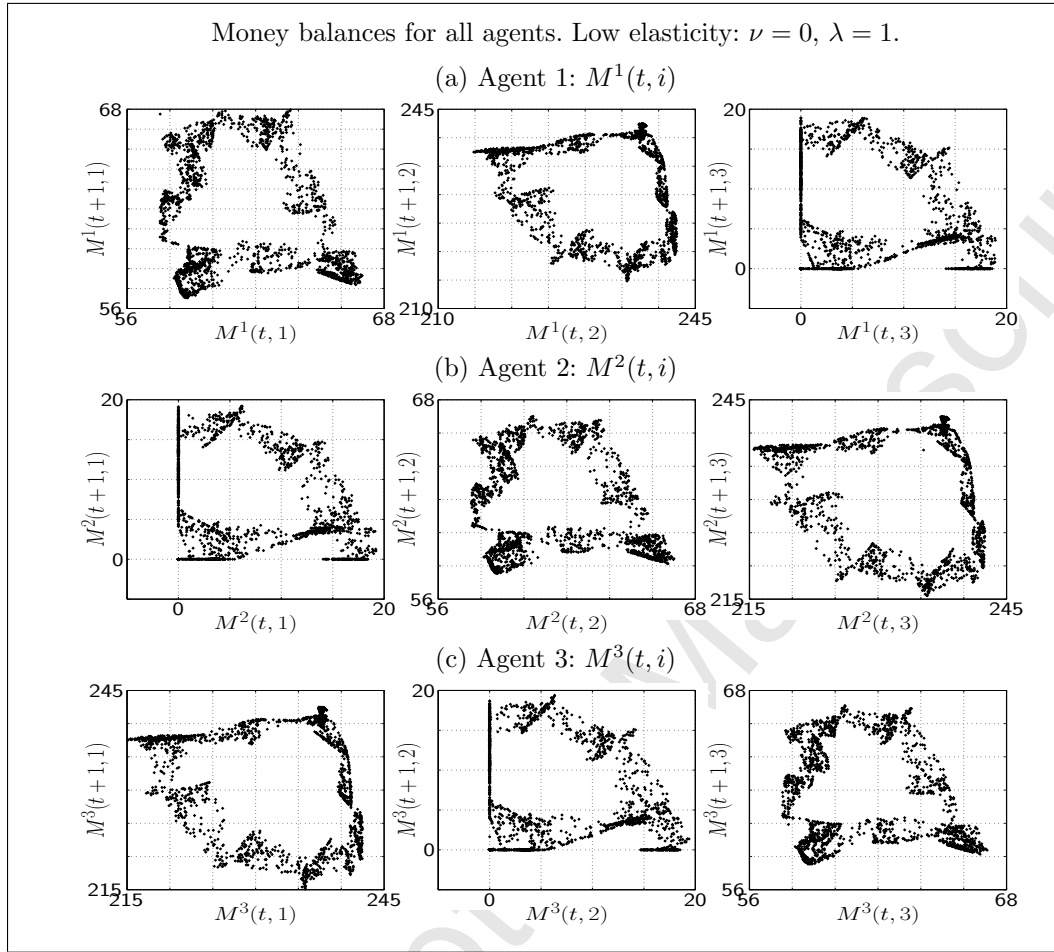 Money balances for all agents. Low elasticity: ν = 0, λ = 1.
(a) Agent 1: M¹(t, i)
68
M¹(t + 1, 1)
56
56
68
M¹(t, 1)
245
M¹(t + 1, 2)
210
210
245
M¹(t, 2)
20
M¹(t + 1, 3)
0
0
20
M¹(t, 3)
(b) Agent 2: M²(t, i)
20
M²(t + 1, 1)
0
0
20
M²(t, 1)
68
M²(t + 1, 2)
56
56
68
M²(t, 2)
245
M²(t + 1, 3)
215
215
245
M²(t, 3)
(c) Agent 3: M³(t, i)
245
M³(t + 1, 1)
215
215
245
M³(t, 1)
20
M³(t + 1, 2)
0
0
20
M³(t, 2)
68
M³(t + 1, 3)
56
56
68
M³(t, 3)